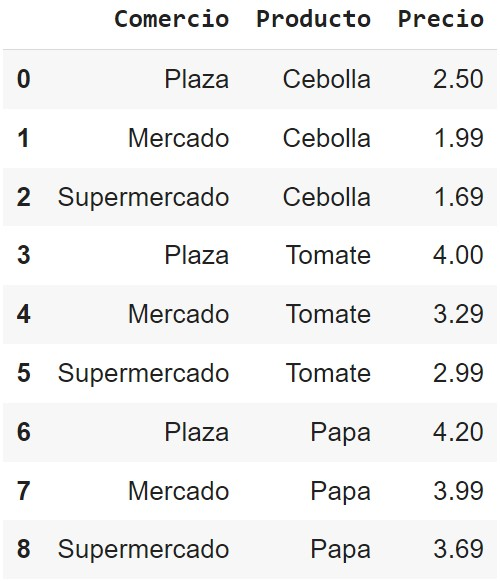 Comercio Producto Precio
0 Plaza Cebolla 2.50
1 Mercado Cebolla 1.99
2 Supermercado Cebolla 1.69
3 Plaza Tomate 4.00
4 Mercado Tomate 3.29
5 Supermercado Tomate 2.99
6 Plaza Papa 4.20
7 Mercado Papa 3.99
8 Supermercado Papa 3.69